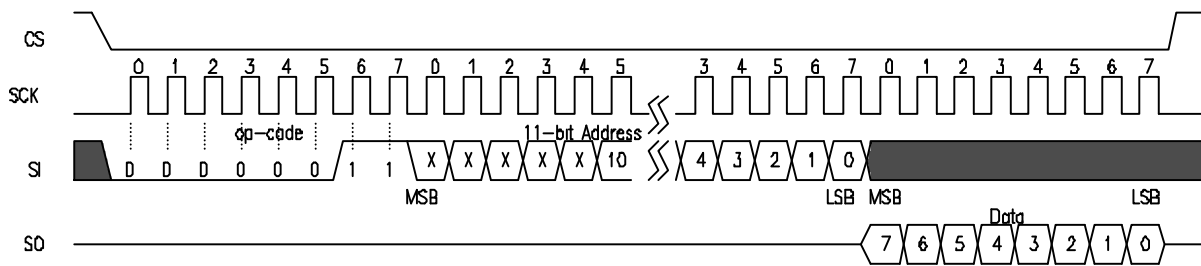 CS
0 1 2 3 4 5 6 7 0 1 2 3 4 5 3 4 5 6 7 0 1 2 3 4 5 6 7
SCK
op-code 11-bit Address
SI D D D 0 0 0 1 1 X X X X X 10 4 3 2 1 0
MSB LSB MSB LSB
Data
SO 7 6 5 4 3 2 1 0